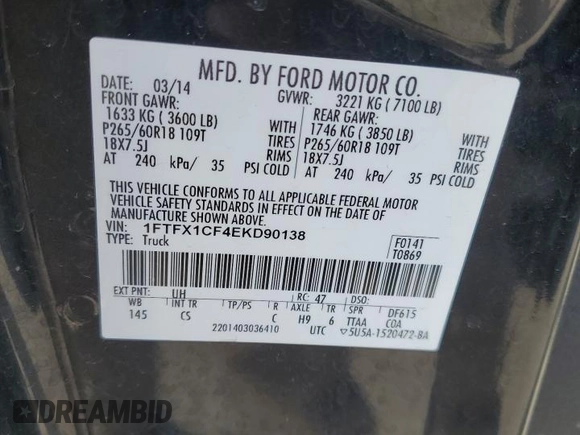 MFD. BY FORD MOTOR CO.
DATE: 03/14 GVWR: 3221 KG ( 7100 LB)
FRONT GAWR: REAR GAWR:
1633 KG ( 3600 LB) WITH 1746 KG ( 3850 LB) WITH
P265/60R18 109T TIRES P265/60R18 109T TIRES
18X7.5J RIMS 18X7.5J RIMS
AT 240 kPa/ 35 PSI COLD AT 240 kPa/ 35 PSI COLD
THIS VEHICLE CONFORMS TO ALL APPLICABLE FEDERAL MOTOR
VEHICLE SAFETY STANDARDS IN EFFECT ON THE DATE OF
MANUFACTURE SHOWN ABOVE.
VIN: 1FTFX1CF4EKD90138
TYPE: Truck
F0141
T0869
EXT PNT: UH RC: 47 DSO:
WB INT TR TP/PS R AXLE TR SPR DF615
145 CS C H9 6 TTAA COA
2201403036410 UTC ▽5U5A-1520472-BA
DREAMBID